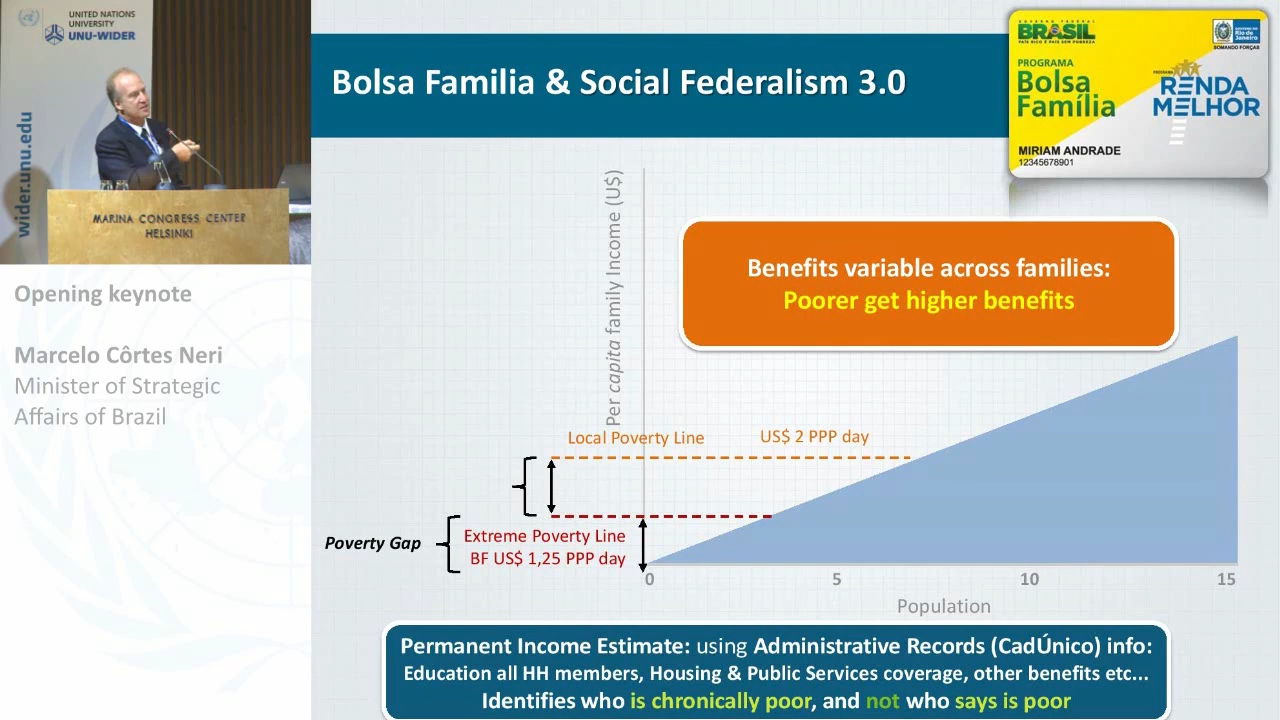 UNITED NATIONS
UNIVERSITY
UNU-WIDER
wider.unu.edu
MARINA CONGRESS CENTER
HELSINKI
Opening keynote
Marcelo Côrtes Neri
Minister of Strategic
Affairs of Brazil
Bolsa Familia & Social Federalism 3.0
GOVERNO FEDERAL
BRASIL
PAÍS RICO É PAÍS SEM POBREZA
GOVERNO DO
Rio de Janeiro
SOMANDO FORÇAS
PROGRAMA
Bolsa
Família
PROGRAMA
RENDA
MELHOR
MIRIAM ANDRADE
12345678901
Per capita family Income (U$)
Benefits variable across families:
Poorer get higher benefits
Local Poverty Line
US$ 2 PPP day
Poverty Gap
Extreme Poverty Line
BF US$ 1,25 PPP day
0 5 10 15
Population
Permanent Income Estimate: using Administrative Records (CadÚnico) info:
Education all HH members, Housing & Public Services coverage, other benefits etc...
Identifies who is chronically poor, and not who says is poor